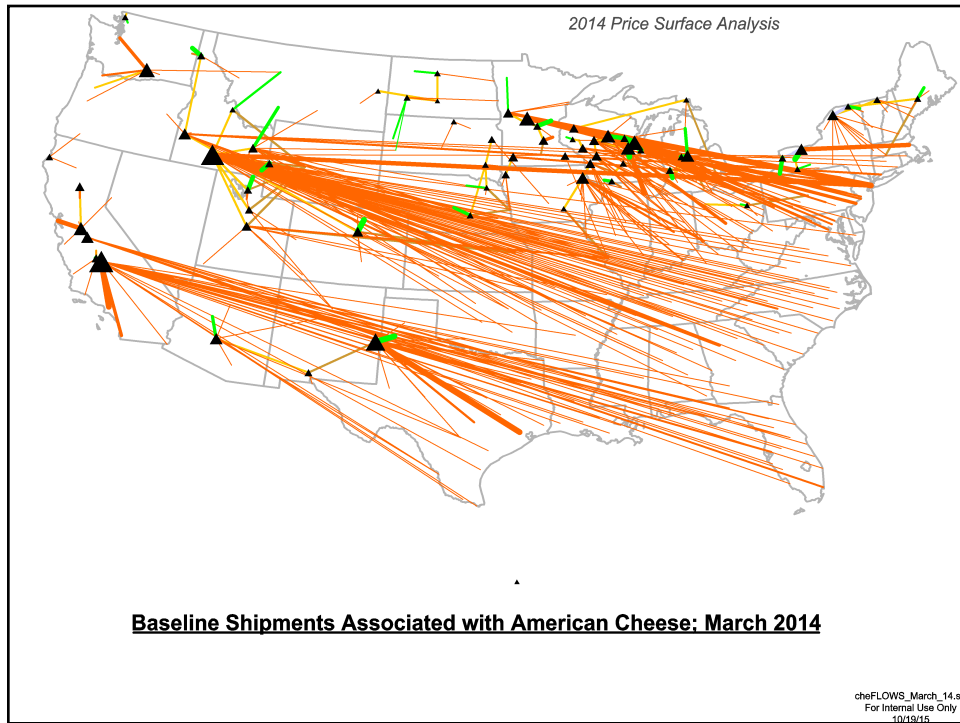 2014 Price Surface Analysis
Baseline Shipments Associated with American Cheese; March 2014
cheFLOWS_March_14.s
For Internal Use Only
10/19/15